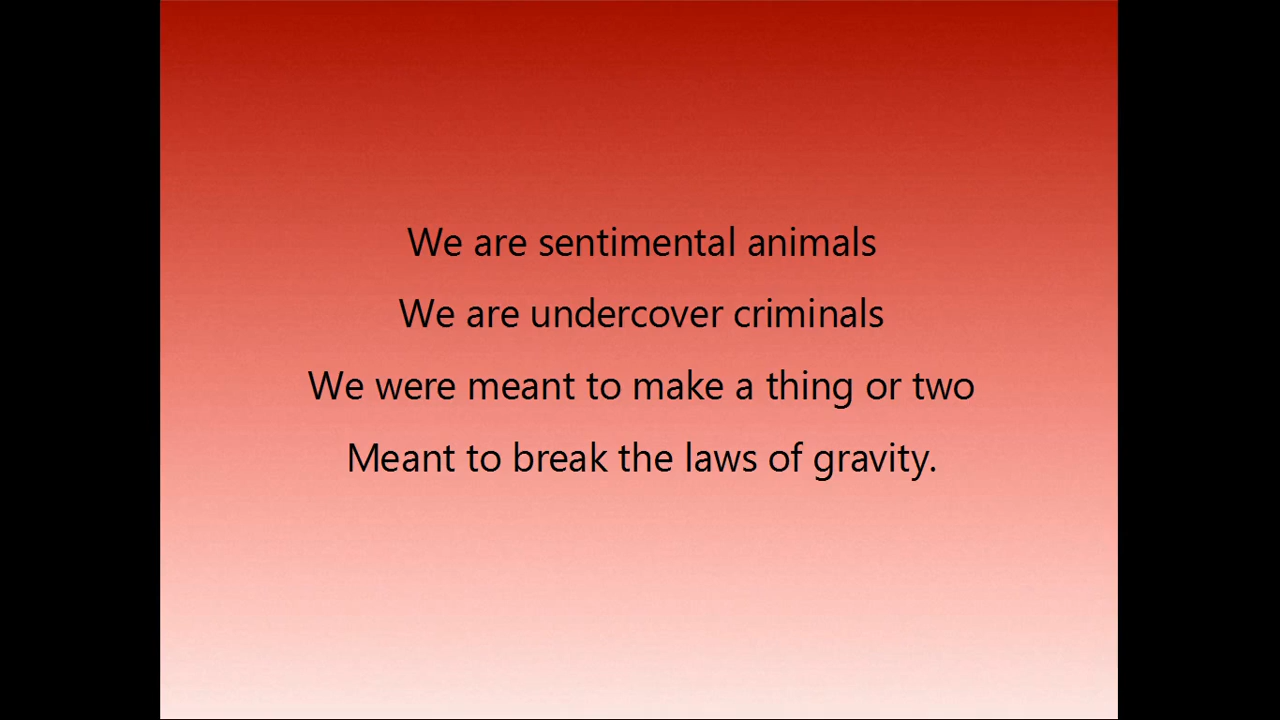 We are sentimental animals
We are undercover criminals
We were meant to make a thing or two
Meant to break the laws of gravity.